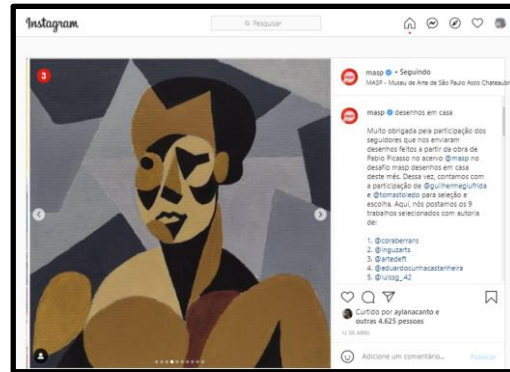 Instagram
Pesquisar
3
masp • Seguindo
MASP - Museu de Arte de São Paulo Assis Chateaubr
masp desenhos em casa
Muito obrigada pela participação dos
seguidores que nos enviaram
desenhos feitos a partir da obra de
Pablo Picasso no acervo @masp no
desafio masp desenhos em casa
deste mês. Dessa vez, contamos com
a participação de @guilhermegiufrida
e @tomastoledo para seleção e
escolha. Aqui, nós postamos os 9
trabalhos selecionados com autoria
de:
1. @coraberrans
2. @inguzarts
3. @artedeft
4. @eduardocunhacastanheira
5. @luissg_42
Curtido por aylanacanto e
outras 4.625 pessoas
12 DE ABRIL
Adicione um comentário...
Publicar